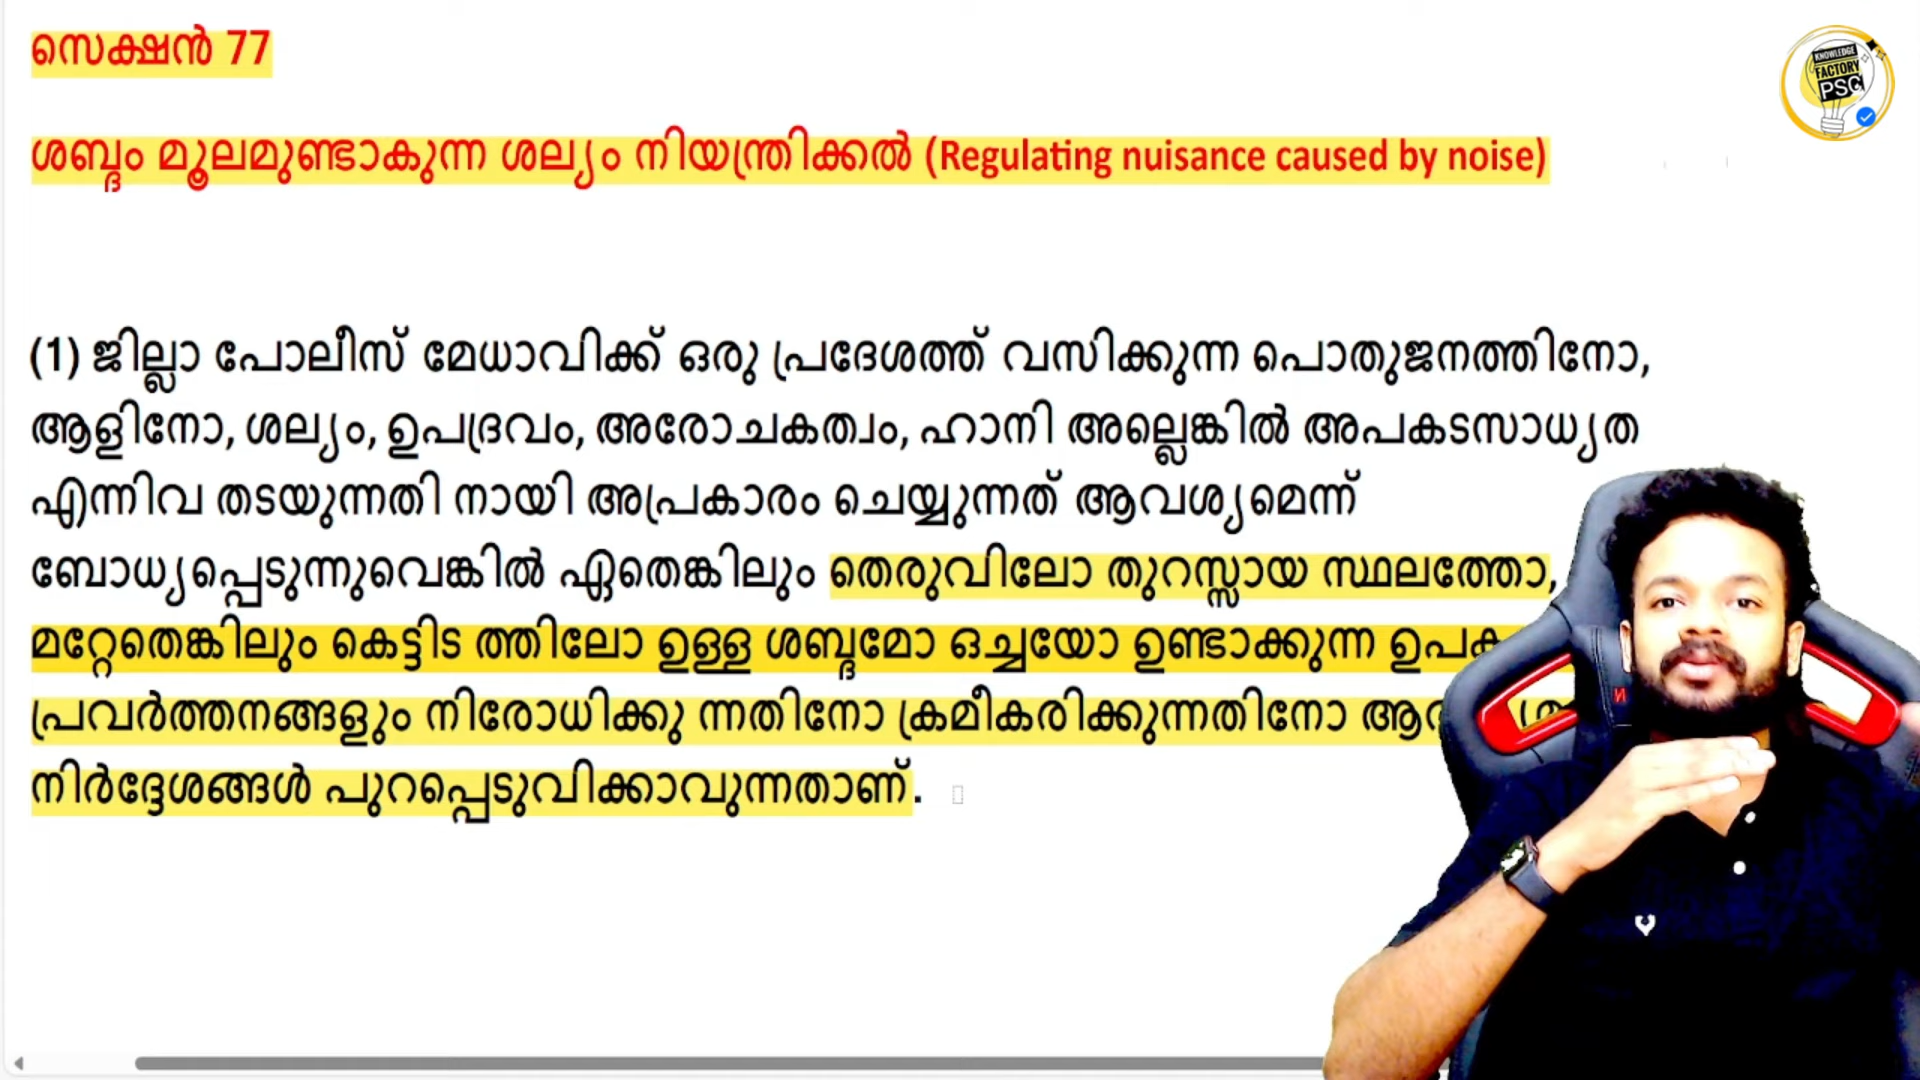 സെക്ഷൻ 77
KNOWLEDGE
FACTORY
PSC
ശബ്ദം മൂലമുണ്ടാകുന്ന ശല്യം നിയന്ത്രിക്കൽ (Regulating nuisance caused by noise)
(1) ജില്ലാ പോലീസ് മേധാവിക്ക് ഒരു പ്രദേശത്ത് വസിക്കുന്ന പൊതുജനത്തിനോ,
ആളിനോ, ശല്യം, ഉപദ്രവം, അരോചകത്വം, ഹാനി അല്ലെങ്കിൽ അപകടസാധ്യത
എന്നിവ തടയുന്നതി നായി അപ്രകാരം ചെയ്യുന്നത് ആവശ്യമെന്ന്
ബോധ്യപ്പെടുന്നുവെങ്കിൽ ഏതെങ്കിലും തെരുവിലോ തുറസ്സായ സ്ഥലത്തോ,
മറ്റേതെങ്കിലും കെട്ടിട ത്തിലോ ഉള്ള ശബ്ദമോ ഒച്ചയോ ഉണ്ടാക്കുന്ന
പ്രവർത്തനങ്ങളും നിരോധിക്കു ന്നതിനോ ക്രമീകരിക്കുന്നതിനോ
നിർദ്ദേശങ്ങൾ പുറപ്പെടുവിക്കാവുന്നതാണ്.